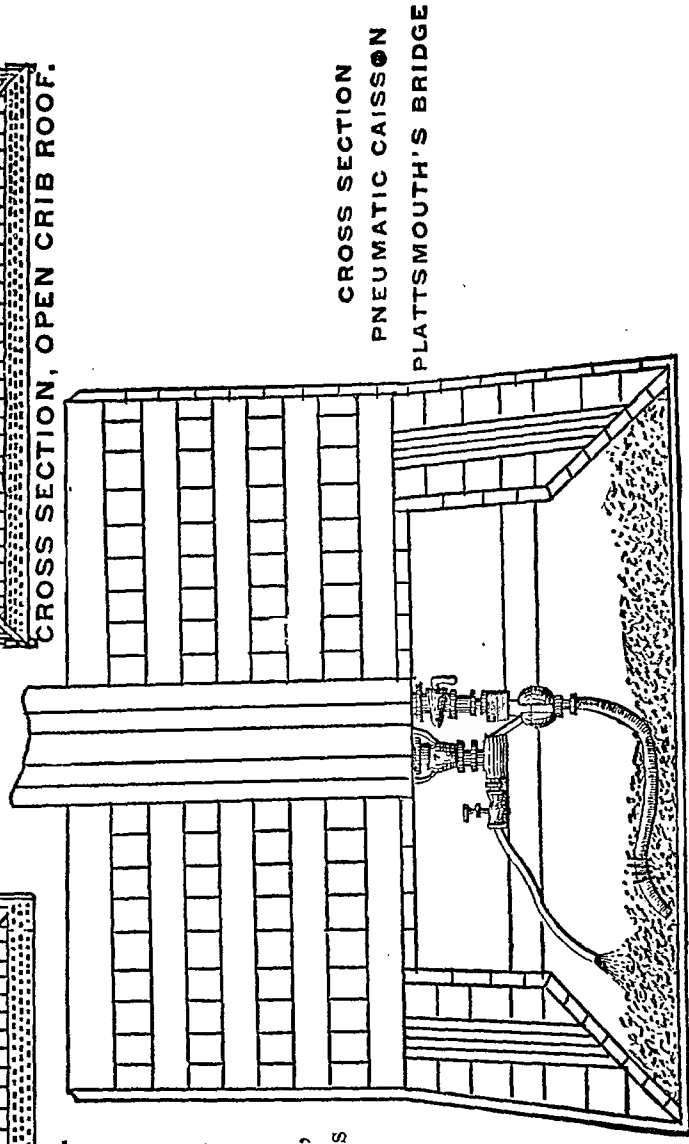 CROSS SECTION, OPEN CRIB ROOF.
CROSS SECTION
PNEUMATIC CAISSON
PLATTSMOUTH'S BRIDGE